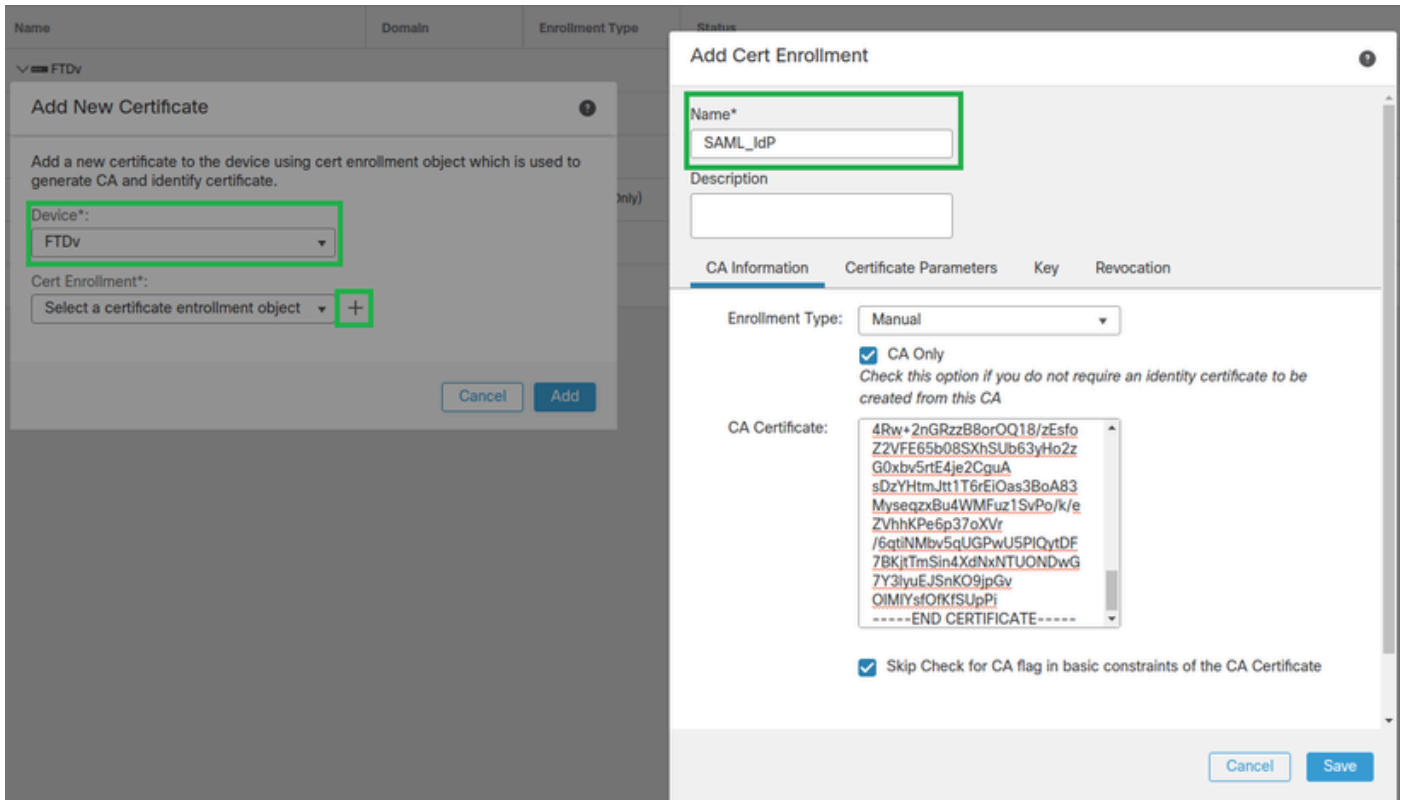 Name Domain Enrollment Type Status
FTDv
Add New Certificate
Add a new certificate to the device using cert enrollment object which is used to
generate CA and identify certificate.
Device*:
FTDv
Cert Enrollment*:
Select a certificate entrollment object
+
Cancel Add
Only)
Add Cert Enrollment
?
Name*
SAML_IdP
Description
CA Information Certificate Parameters Key Revocation
Enrollment Type: Manual
CA Only
Check this option if you do not require an identity certificate to be
created from this CA
CA Certificate:
4Rw+2nGRzzB8orOQ18/zEsfo
Z2VFE65b08SXhSUb63yHo2z
G0xbv5rtE4je2CguA
sDzYHtmJtt1T6rEiOas3BoA83
MyseqzxBu4WMFuz1SvPo/k/e
ZVhhKPe6p37oXVr
/6qtiNMbv5qUGPwU5PIQytDF
7BKjtTmSin4XdNxNTUONDwG
7Y3lyuEJSnKO9jpGv
OIMIYsfOfKfSUpPi
-----END CERTIFICATE-----
Skip Check for CA flag in basic constraints of the CA Certificate
Cancel Save